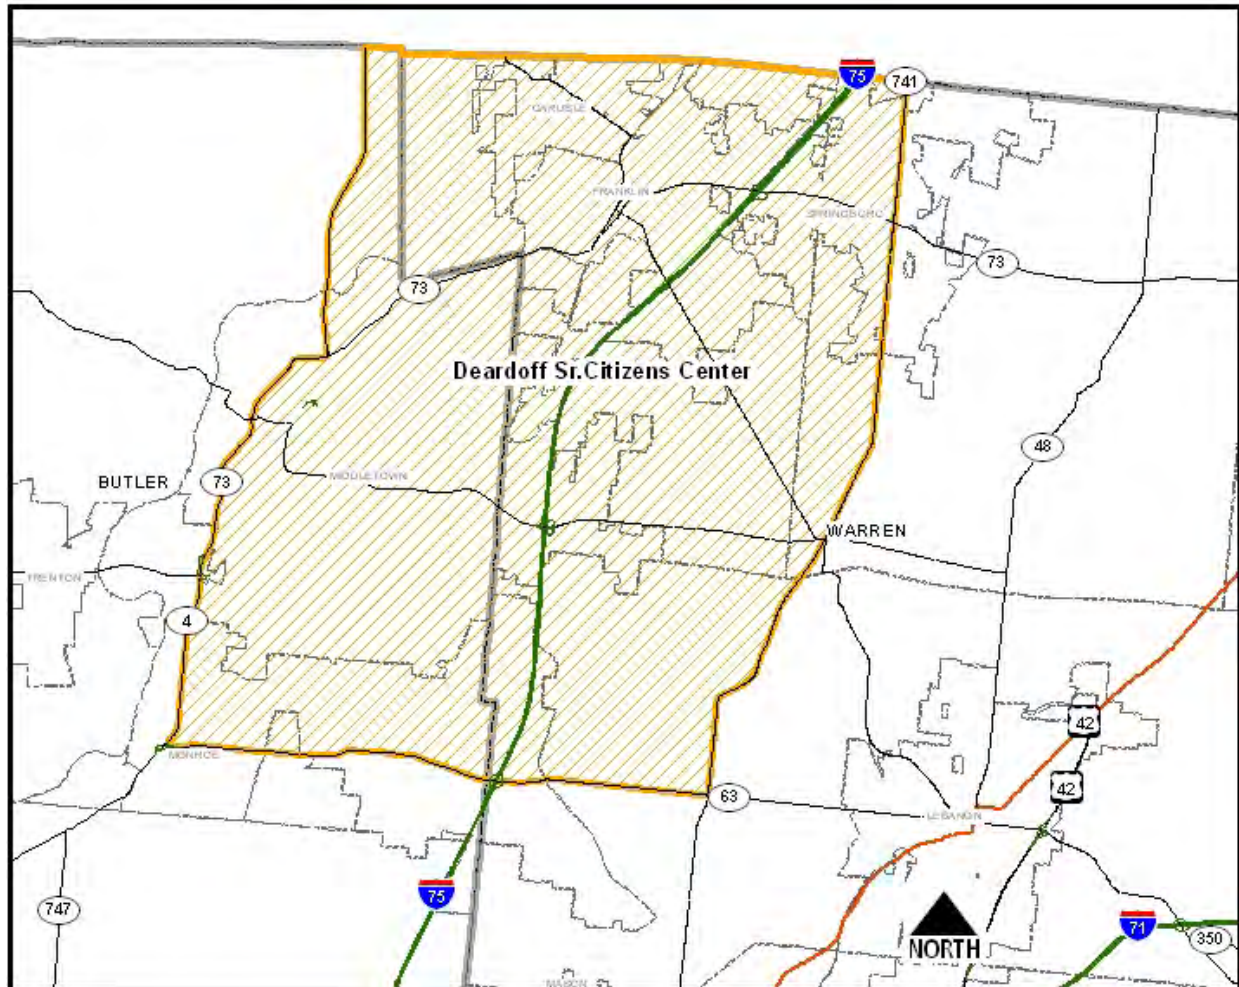 75
741
CARLISLE
FRANKLIN
SPRINGBORO
73
73
Deardoff Sr.Citizens Center
48
BUTLER
73
MIDDLETOWN
WARREN
TRENTON
4
42
MONROE
42
63
LEBANON
75
747
71
350
NORTH
MASON